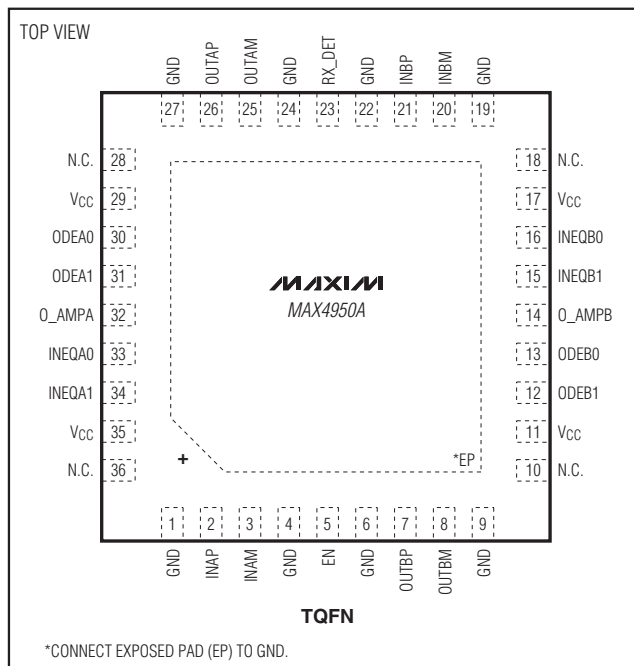 TOP VIEW
GND OUTAP OUTAM GND RX_DET GND INBP INBM GND
27 26 25 24 23 22 21 20 19
N.C. 28 18 N.C.
VCC 29 17 VCC
ODEA0 30 16 INEQB0
ODEA1 31 15 INEQB1
MAXIM
MAX4950A
O_AMPA 32 14 O_AMPB
INEQA0 33 13 ODEB0
INEQA1 34 12 ODEB1
VCC 35 11 VCC
N.C. 36 + *EP 10 N.C.
1 2 3 4 5 6 7 8 9
GND INAP INAM GND EN GND OUTBP OUTBM GND
TQFN
*CONNECT EXPOSED PAD (EP) TO GND.